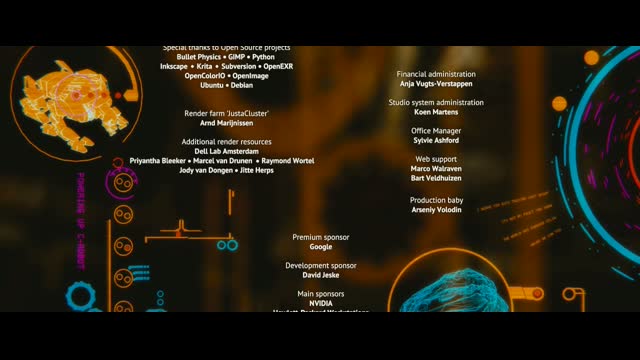 Special thanks to Open Source projects
Bullet Physics • GIMP • Python
Inkscape • Krita • Subversion • OpenEXR
OpenColorIO • OpenImage
Ubuntu • Debian
Render farm 'JustaCluster'
Arnd Marijnissen
Additional render resources
Dell Lab Amsterdam
Priyantha Bleeker • Marcel van Drunen • Raymond Wortel
Jody van Dongen • Jitte Herps
Financial administration
Anja Vugts-Verstappen
Studio system administration
Koen Martens
Office Manager
Sylvie Ashford
Web support
Marco Walraven
Bart Veldhuizen
Production baby
Arseniy Volodin
Premium sponsor
Google
Development sponsor
David Jeske
Main sponsors
NVIDIA
Hewlett-Packard Workstations
POWERING UP C-ROBOT